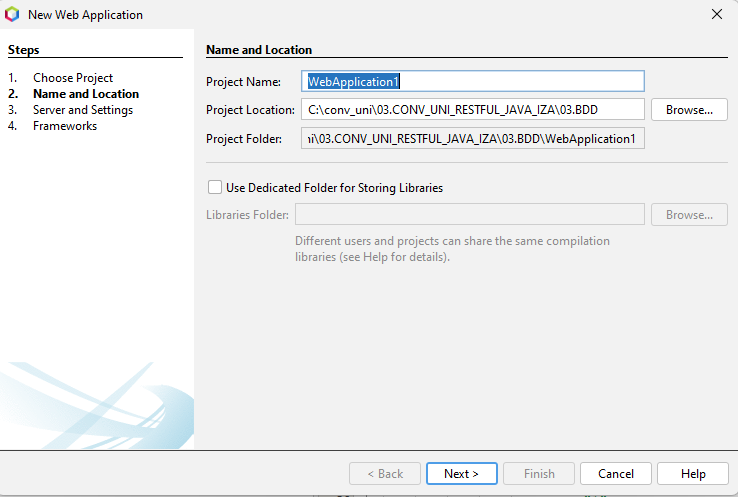 New Web Application
Steps
1. Choose Project
2. Name and Location
3. Server and Settings
4. Frameworks
Name and Location
Project Name: WebApplication1
Project Location: C:\conv_uni\03.CONV_UNI_RESTFUL_JAVA_IZA\03.BDD Browse...
Project Folder: ni\03.CONV_UNI_RESTFUL_JAVA_IZA\03.BDD\WebApplication1
Use Dedicated Folder for Storing Libraries
Libraries Folder: Browse...
Different users and projects can share the same compilation
libraries (see Help for details).
< Back Next > Finish Cancel Help